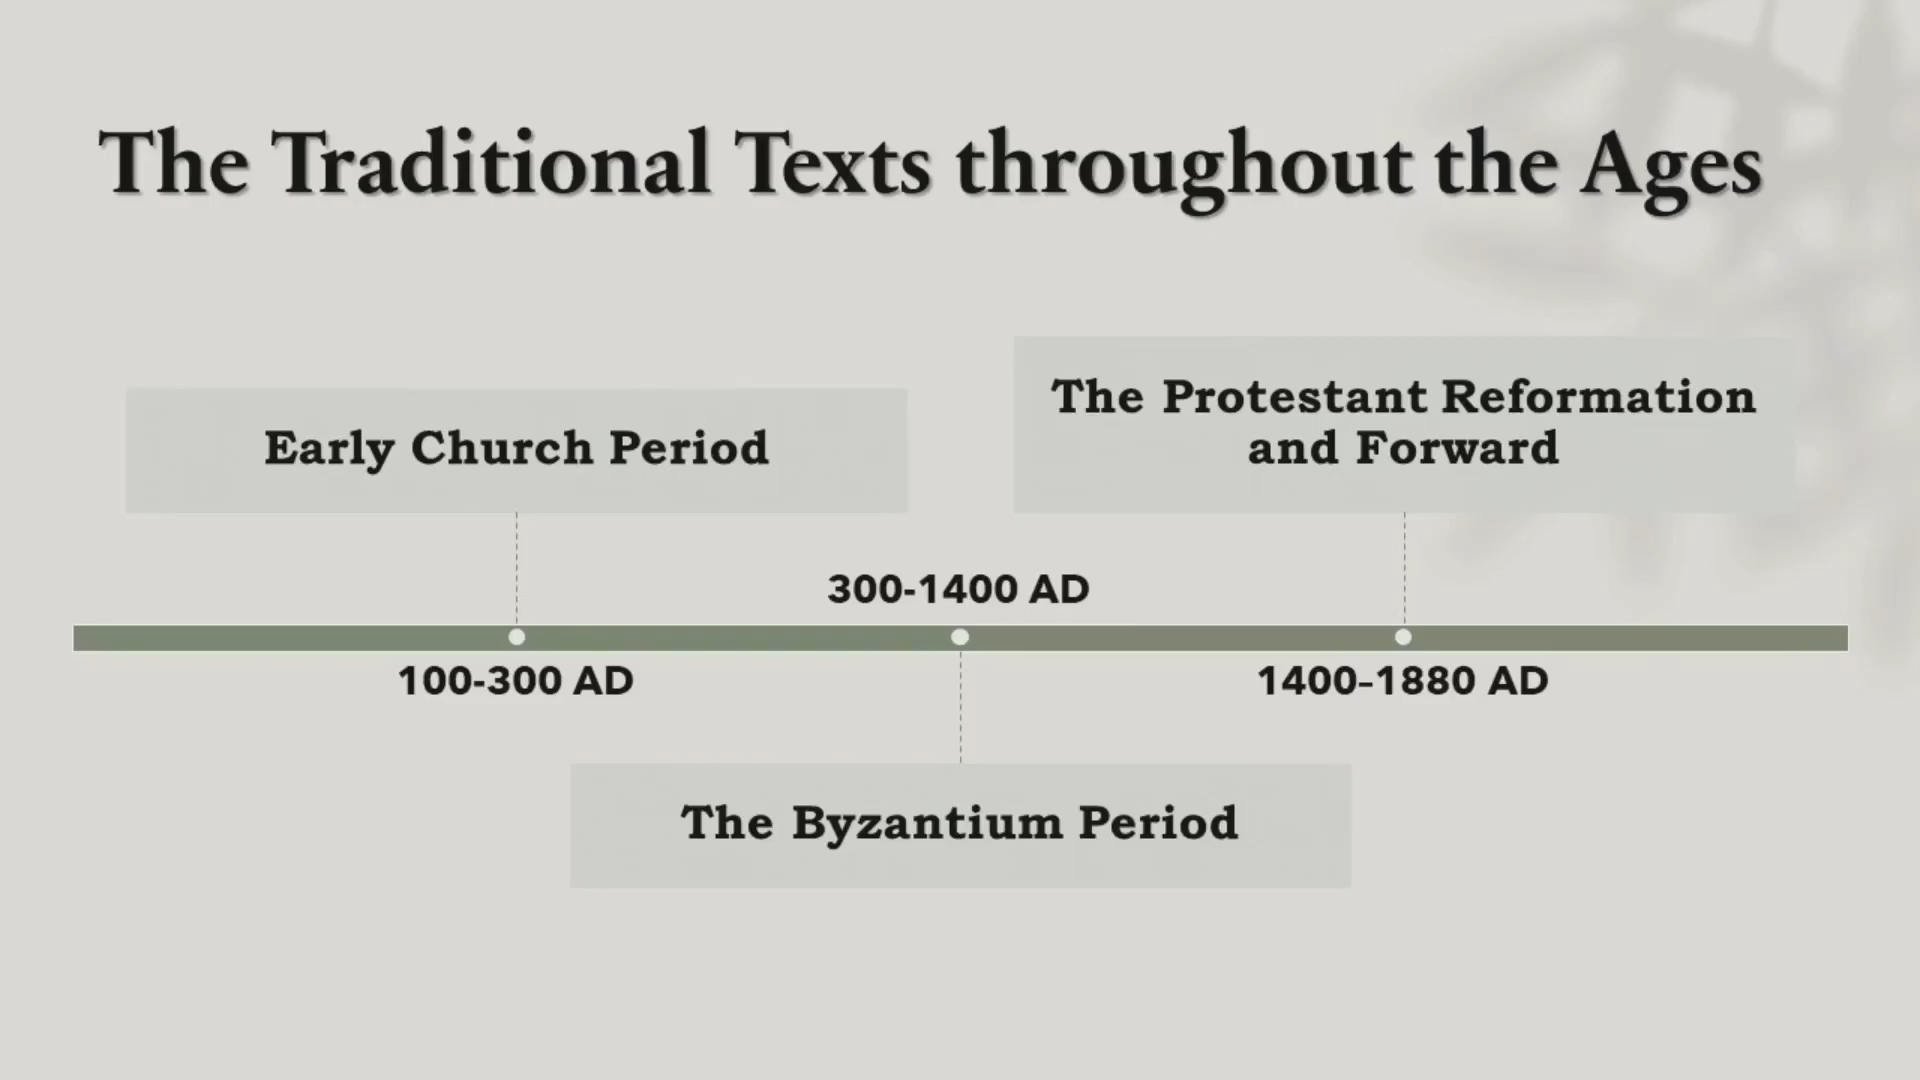 The Traditional Texts throughout the Ages
Early Church Period
The Protestant Reformation
and Forward
300-1400 AD
100-300 AD
1400-1880 AD
The Byzantium Period